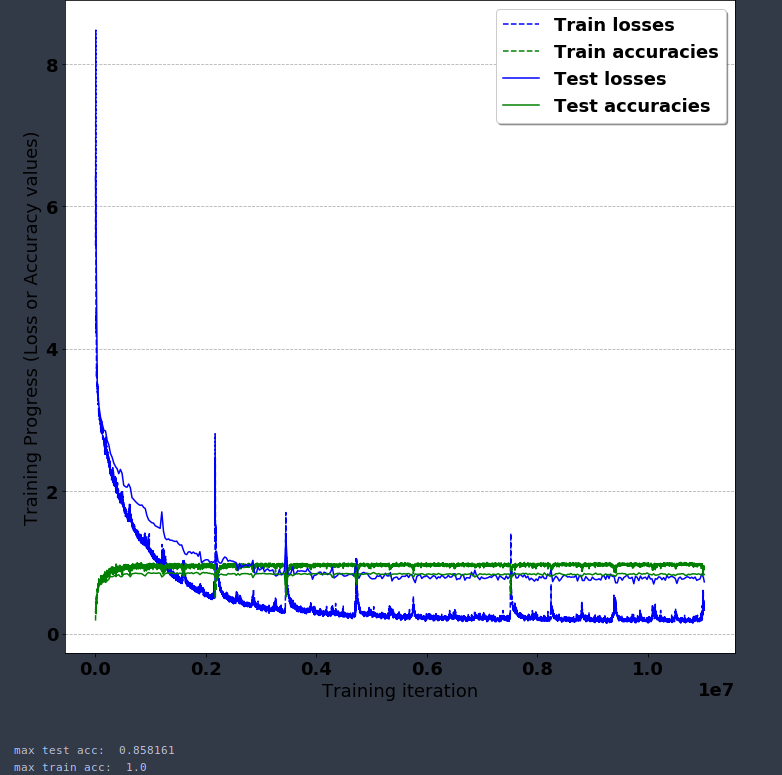 Train losses
Train accuracies
Test losses
Test accuracies
Training Progress (Loss or Accuracy values)
8
6
4
2
0
0.0 0.2 0.4 0.6 0.8 1.0
1e7
Training iteration
max test acc: 0.858161
max train acc: 1.0